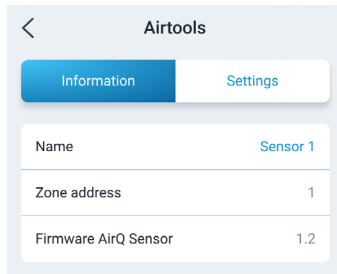 Airtools
Information Settings
Name Sensor 1
Zone address 1
Firmware AirQ Sensor 1.2